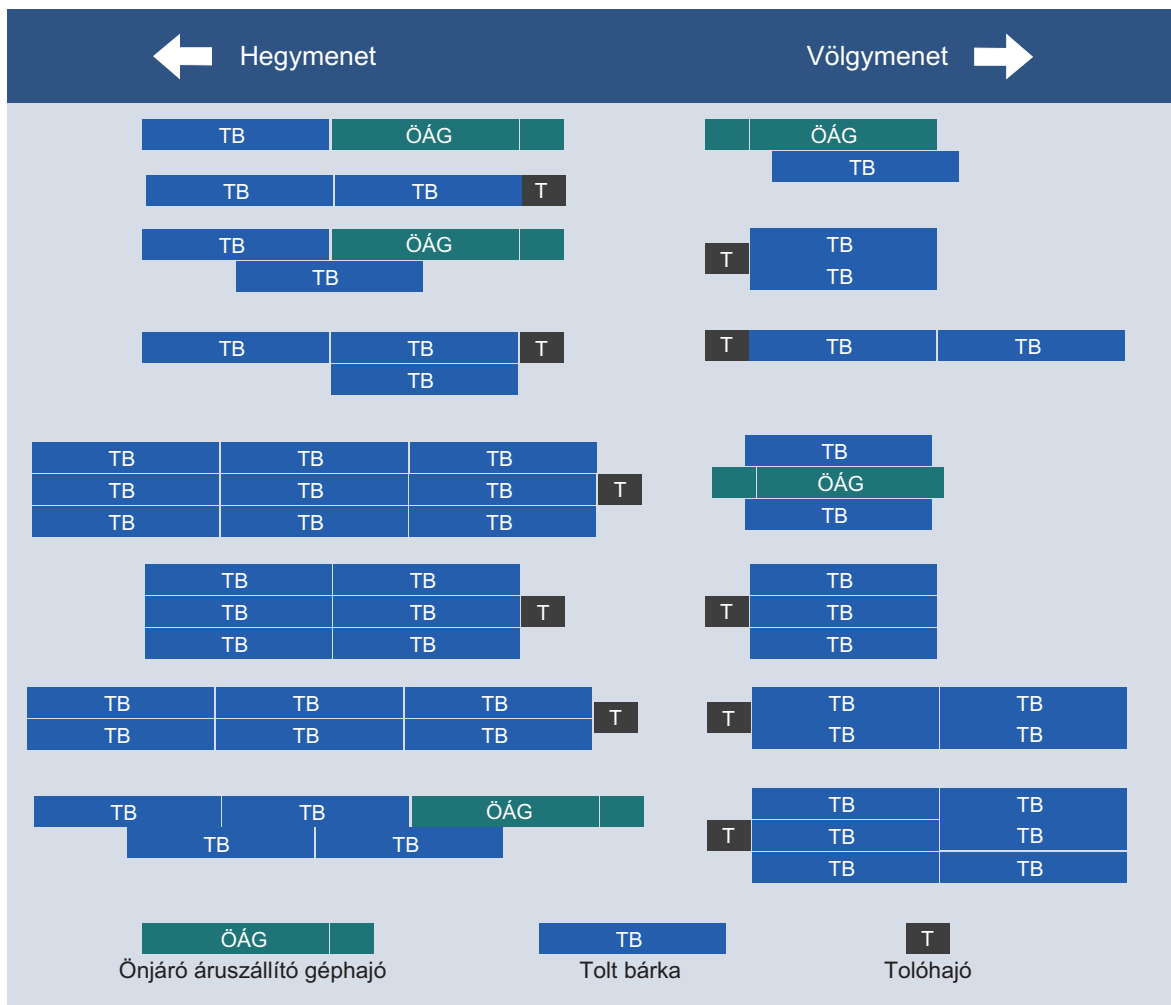 Hegymenet Völgymenet
TB ÖÁG ÖÁG
TB
TB TB T
TB ÖÁG TB
T
TB TB
TB TB T T TB TB
TB
TB TB TB TB
TB TB TB T ÖÁG
TB TB TB TB
TB TB TB
TB TB T T TB
TB TB TB
TB TB TB T T TB TB
TB TB TB TB TB
TB TB ÖÁG TB TB
TB TB T TB TB
TB TB
ÖÁG TB T
Önjáró áruszállító géphajó Tolt bárka Tolóhajó